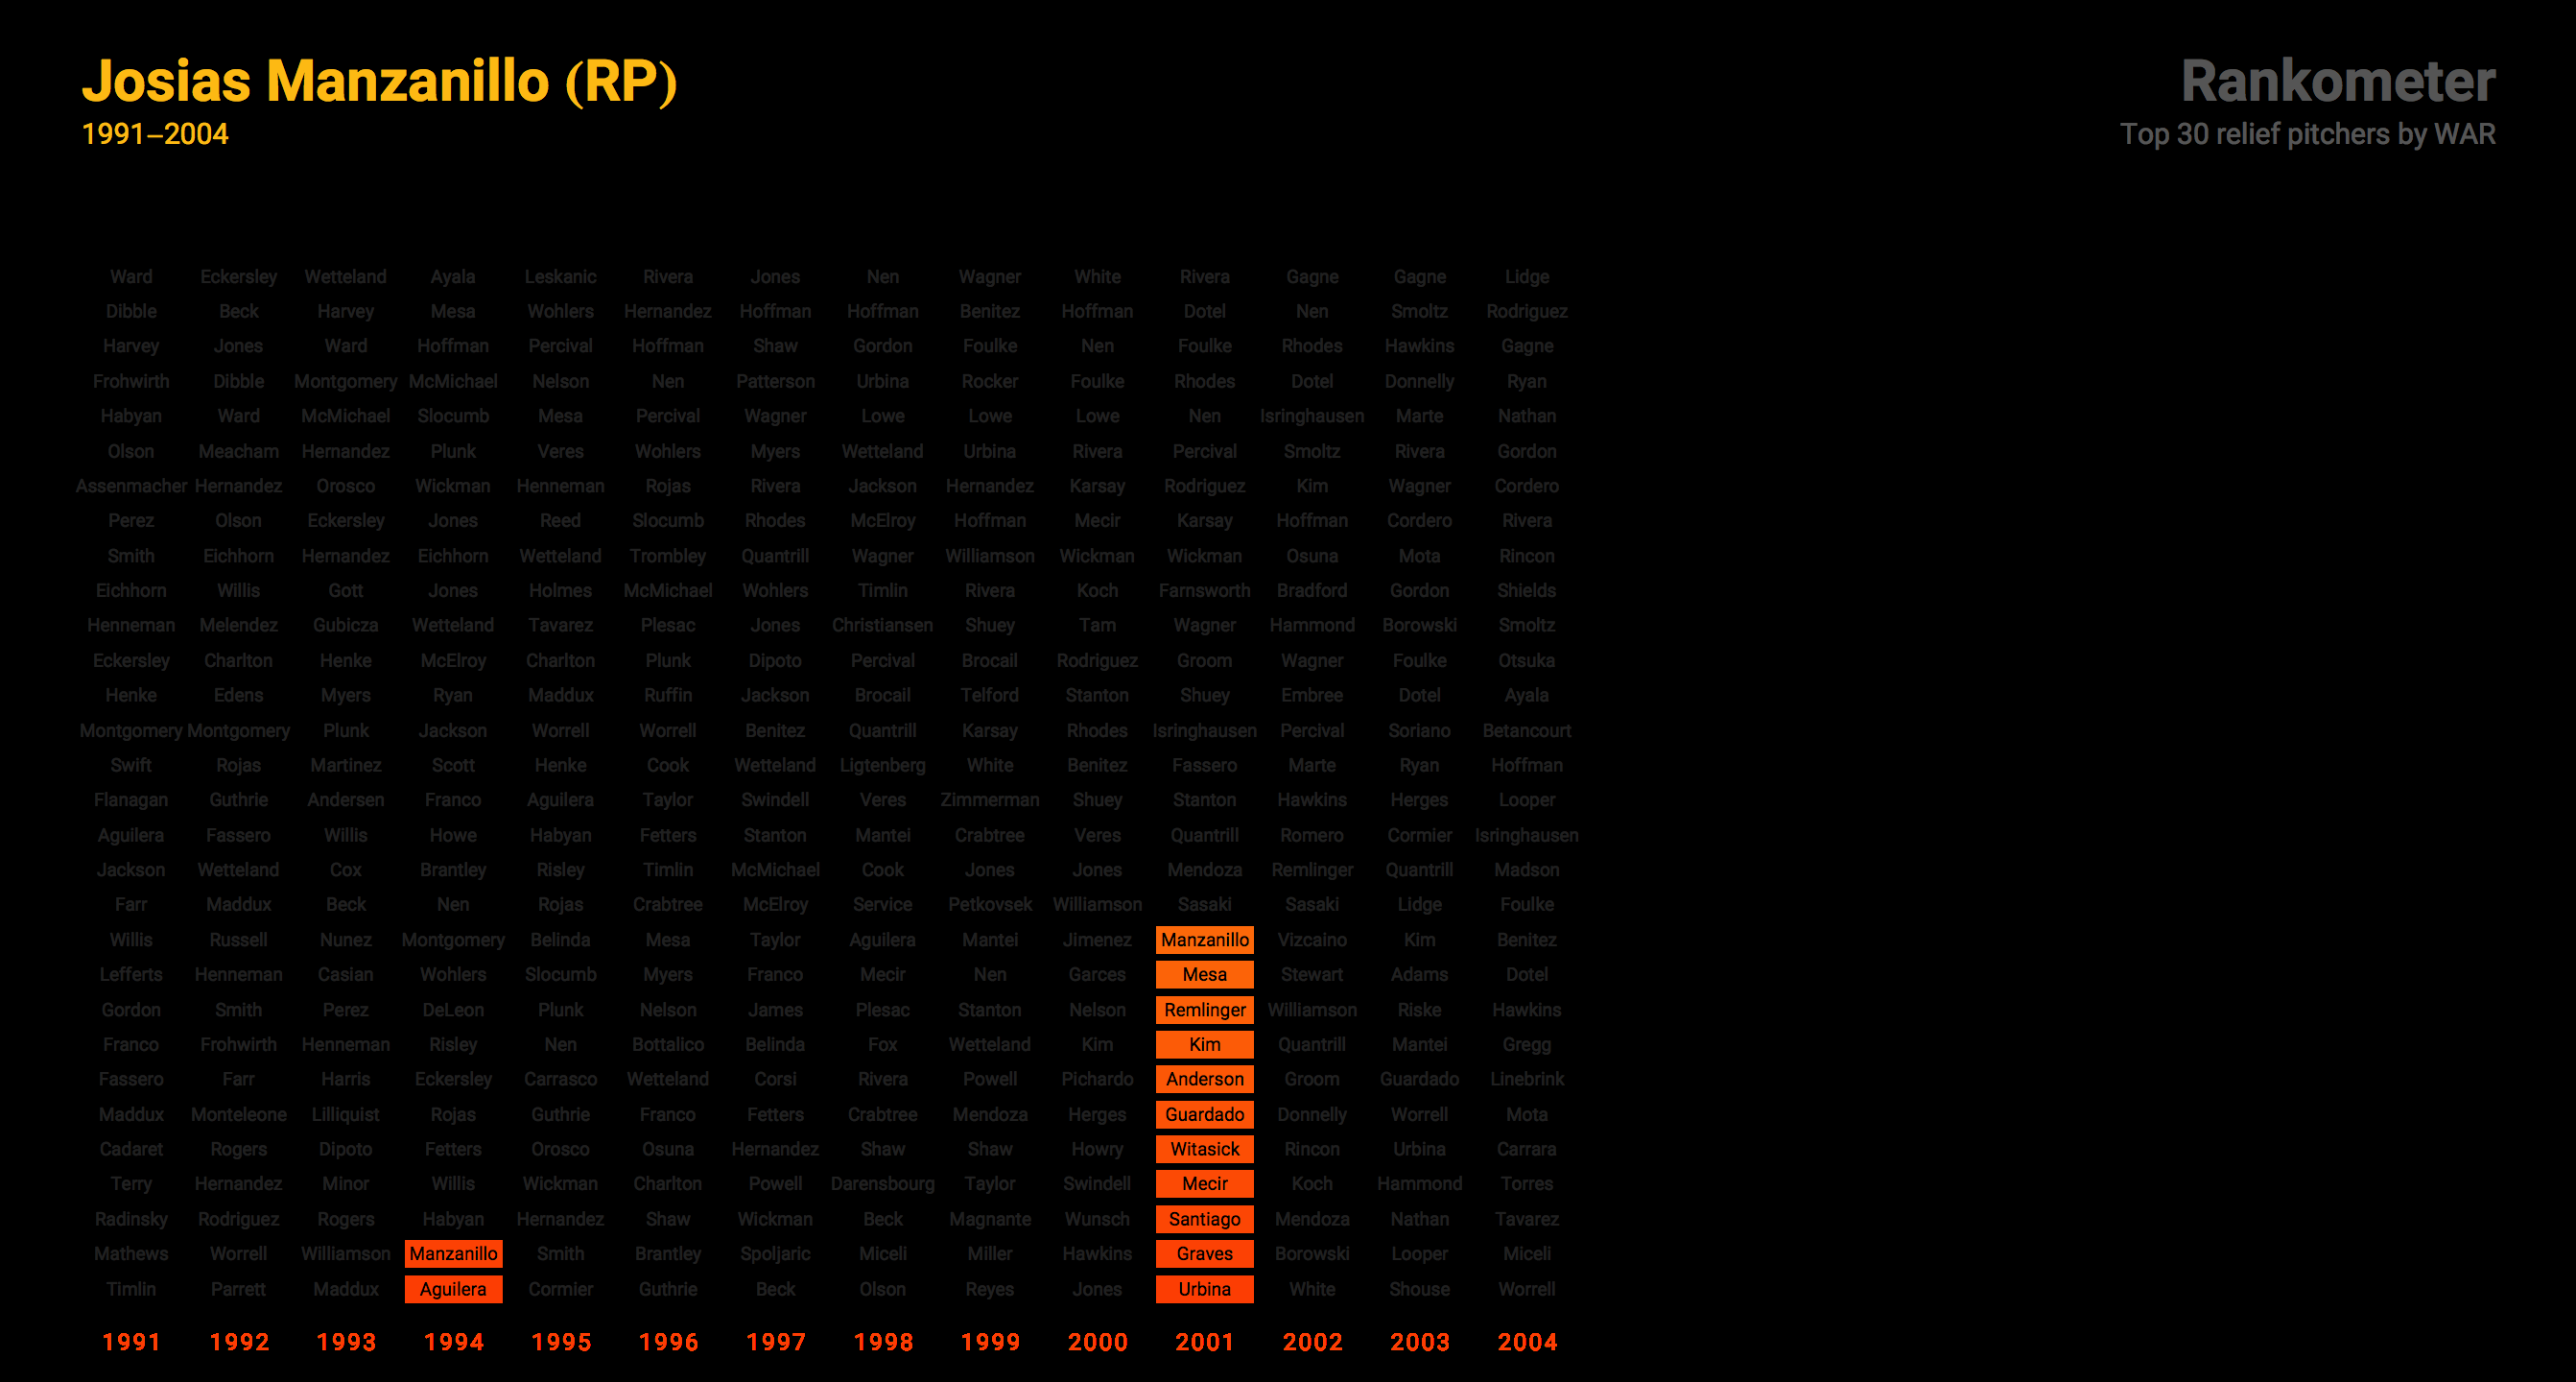 Josias Manzanillo (RP)
1991–2004
Rankometer
Top 30 relief pitchers by WAR
Ward Eckersley Wetteland Ayala Leskanic Rivera Jones Nen Wagner White Rivera Gagne Gagne Lidge
Dibble Beck Harvey Mesa Wohlers Hernandez Hoffman Hoffman Benitez Hoffman Dotel Nen Smoltz Rodriguez
Harvey Jones Ward Hoffman Percival Hoffman Shaw Gordon Foulke Nen Foulke Rhodes Hawkins Gagne
Frohwirth Dibble Montgomery McMichael Nelson Nen Patterson Urbina Rocker Foulke Rhodes Dotel Donnelly Ryan
Habyan Ward McMichael Slocumb Mesa Percival Wagner Lowe Lowe Lowe Nen Isringhausen Marte Nathan
Olson Meacham Hernandez Plunk Veres Wohlers Myers Wetteland Urbina Rivera Percival Smoltz Rivera Gordon
Assenmacher Hernandez Orosco Wickman Henneman Rojas Rivera Jackson Hernandez Karsay Rodriguez Kim Wagner Cordero
Perez Olson Eckersley Jones Reed Slocumb Rhodes McElroy Hoffman Mecir Karsay Hoffman Cordero Rivera
Smith Eichhorn Hernandez Eichhorn Wetteland Trombley Quantrill Wagner Williamson Wickman Wickman Osuna Mota Rincon
Eichhorn Willis Gott Jones Holmes McMichael Wohlers Timlin Rivera Koch Farnsworth Bradford Gordon Shields
Henneman Melendez Gubicza Wetteland Tavarez Plesac Jones Christiansen Shuey Tam Wagner Hammond Borowski Smoltz
Eckersley Charlton Henke McElroy Charlton Plunk Dipoto Percival Brocail Rodriguez Groom Wagner Foulke Otsuka
Henke Edens Myers Ryan Maddux Ruffin Jackson Brocail Telford Stanton Shuey Embree Dotel Ayala
Montgomery Montgomery Plunk Jackson Worrell Worrell Benitez Quantrill Karsay Rhodes Isringhausen Percival Soriano Betancourt
Swift Rojas Martinez Scott Henke Cook Wetteland Ligtenberg White Benitez Fassero Marte Ryan Hoffman
Flanagan Guthrie Andersen Franco Aguilera Taylor Swindell Veres Zimmerman Shuey Stanton Hawkins Herges Looper
Aguilera Fassero Willis Howe Habyan Fetters Stanton Mantei Crabtree Veres Quantrill Romero Cormier Isringhausen
Jackson Wetteland Cox Brantley Risley Timlin McMichael Cook Jones Jones Mendoza Remlinger Quantrill Madson
Farr Maddux Beck Nen Rojas Crabtree McElroy Service Petkovsek Williamson Sasaki Sasaki Lidge Foulke
Willis Russell Nunez Montgomery Belinda Mesa Taylor Aguilera Mantei Jimenez Manzanillo Vizcaino Kim Benitez
Lefferts Henneman Casian Wohlers Slocumb Myers Franco Mecir Nen Garces Mesa Stewart Adams Dotel
Gordon Smith Perez DeLeon Plunk Nelson James Plesac Stanton Nelson Remlinger Williamson Riske Hawkins
Franco Frohwirth Henneman Risley Nen Bottalico Belinda Fox Wetteland Kim Kim Quantrill Mantei Gregg
Fassero Farr Harris Eckersley Carrasco Wetteland Corsi Rivera Powell Pichardo Anderson Groom Guardado Linebrink
Maddux Monteleone Lilliquist Rojas Guthrie Franco Fetters Crabtree Mendoza Herges Guardado Donnelly Worrell Mota
Cadaret Rogers Dipoto Fetters Orosco Osuna Hernandez Shaw Shaw Howry Witasick Rincon Urbina Carrara
Terry Hernandez Minor Willis Wickman Charlton Powell Darensbourg Taylor Swindell Mecir Koch Hammond Torres
Radinsky Rodriguez Rogers Habyan Hernandez Shaw Wickman Beck Magnante Wunsch Santiago Mendoza Nathan Tavarez
Mathews Worrell Williamson Manzanillo Smith Brantley Spoljaric Miceli Miller Hawkins Graves Borowski Looper Miceli
Timlin Parrett Maddux Aguilera Cormier Guthrie Beck Olson Reyes Jones Urbina White Shouse Worrell
1991 1992 1993 1994 1995 1996 1997 1998 1999 2000 2001 2002 2003 2004